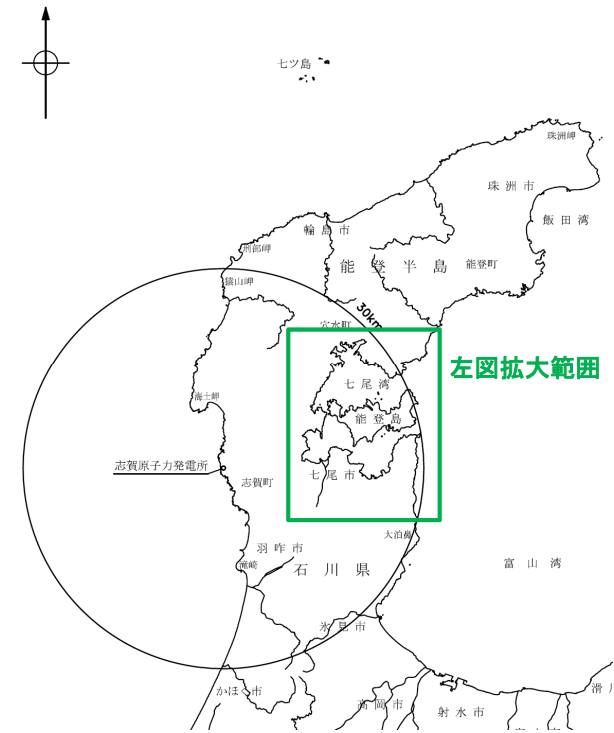 七ツ島
珠洲岬
珠洲市
飯田湾
輪島市
刑部岬
能登半島
能登町
猿山岬
30km
穴水町
左図拡大範囲
七尾湾
海士岬
能登島
志賀原子力発電所
七尾市
志賀町
大泊鼻
羽咋市
滝崎
石川県
富山湾
氷見市
かほく市
高岡市
射水市
滑川